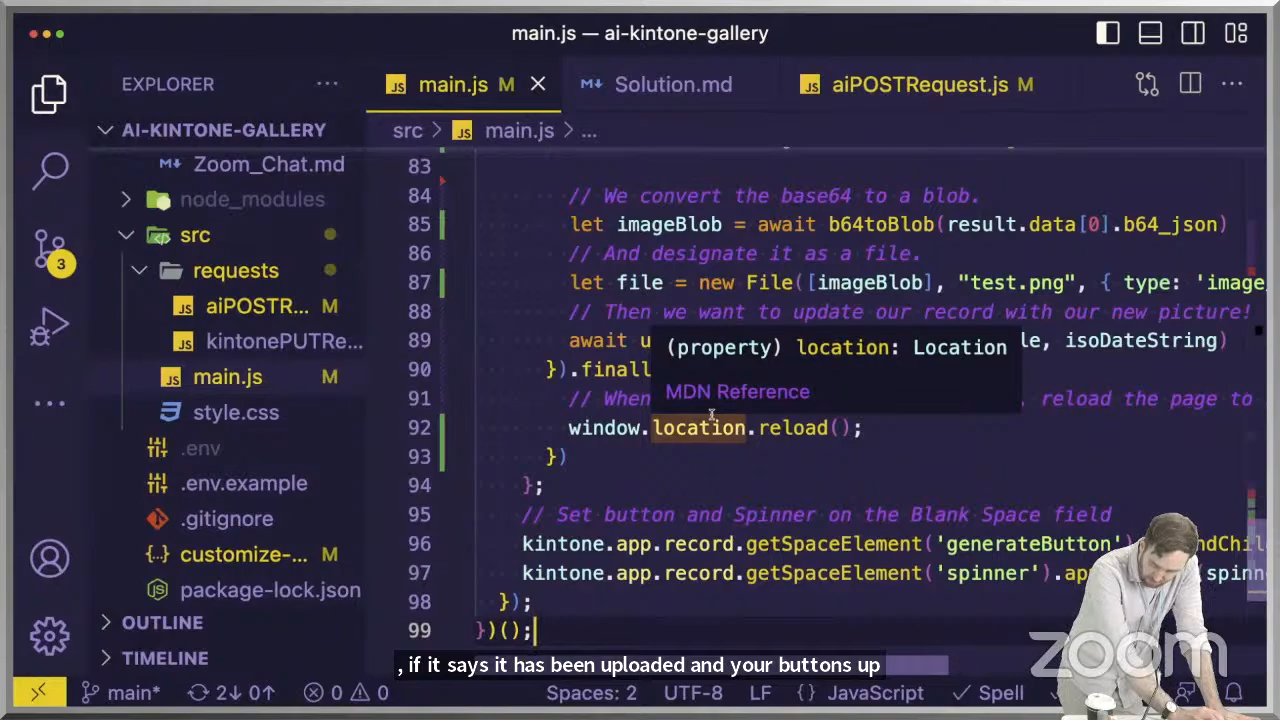 main.js — ai-kintone-gallery
EXPLORER
main.js M
Solution.md
aiPOSTRequest.js M
AI-KINTONE-GALLERY
src > main.js > ...
Zoom_Chat.md
node_modules
src
requests
aiPOSTR... M
kintonePUTRe...
main.js M
style.css
.env
.env.example
.gitignore
customize-... M
package-lock.json
OUTLINE
TIMELINE
3
83
84 // We convert the base64 to a blob.
85 let imageBlob = await b64toBlob(result.data[0].b64_json)
86 // And designate it as a file.
87 let file = new File([imageBlob], "test.png", { type: 'image
88 // Then we want to update our record with our new picture!
89 await u le, isoDateString)
90 }).finall
91 // When , reload the page to
92 window.location.reload();
93 })
94 };
95 // Set button and Spinner on the Blank Space field
96 kintone.app.record.getSpaceElement('generateButton') ndChil
97 kintone.app.record.getSpaceElement('spinner').ap (spinn
98 });
99 })();
(property) location: Location
MDN Reference
, if it says it has been uploaded and your buttons up
zoom
main* 2↓ 0↑ 0 0 Spaces: 2 UTF-8 LF {} JavaScript Spell